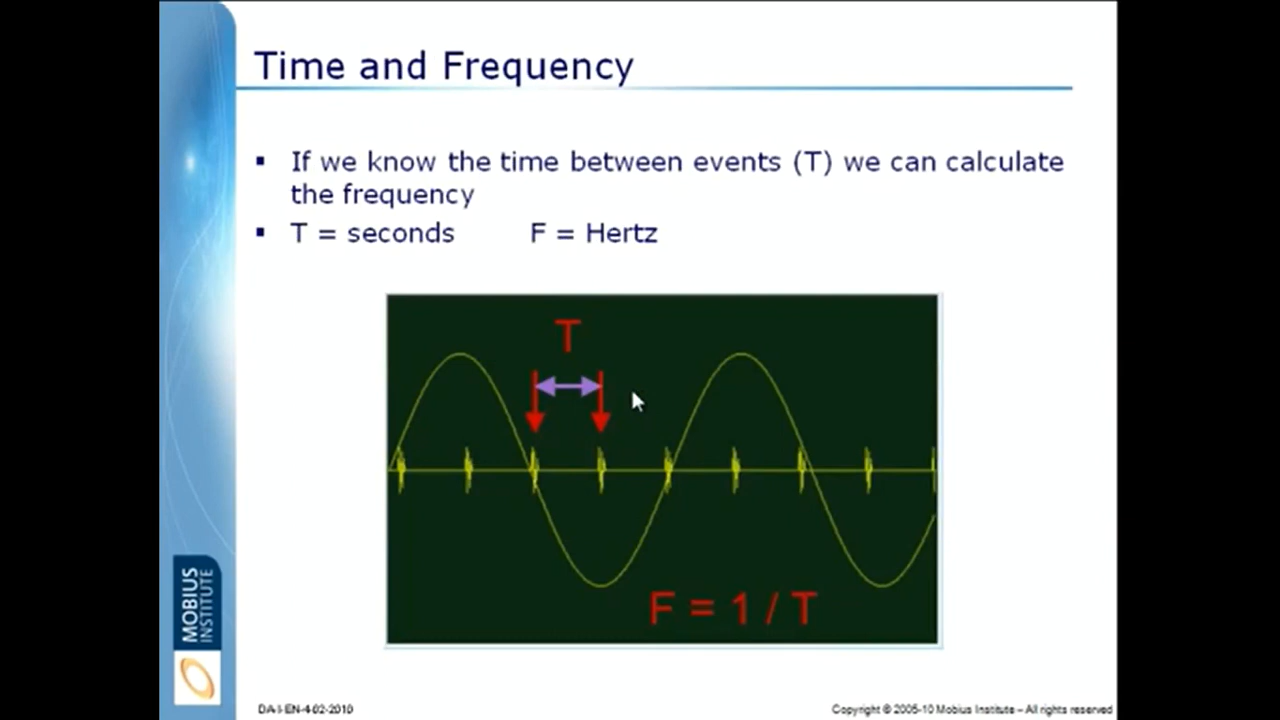 Time and Frequency
▪ If we know the time between events (T) we can calculate
the frequency
▪ T = seconds F = Hertz
T
F = 1 / T
MOBIUS
INSTITUTE
DA-I-EN-4-02-2010
Copyright © 2005-10 Mobius Institute – All rights reserved